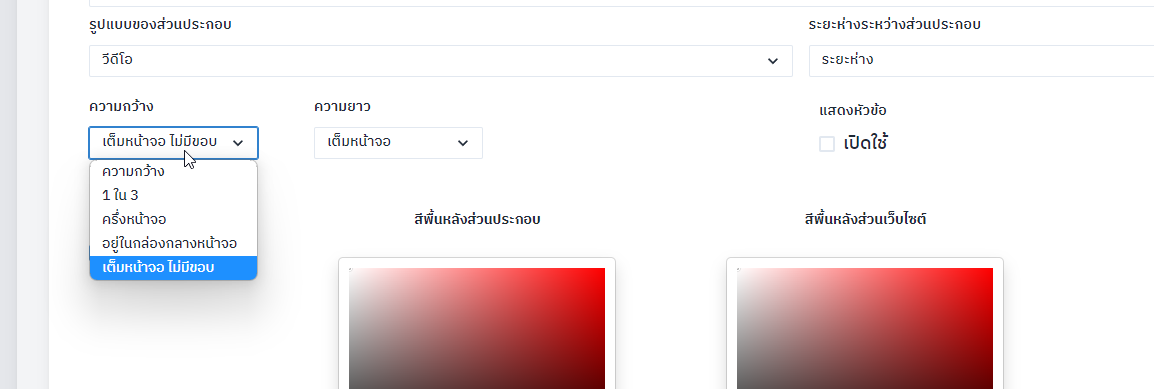 รูปแบบของส่วนประกอบ
ระยะห่างระหว่างส่วนประกอบ
วีดีโอ
ระยะห่าง
ความกว้าง
ความยาว
แสดงหัวข้อ
เต็มหน้าจอ ไม่มีขอบ
เต็มหน้าจอ
เปิดใช้
ความกว้าง
1 ใน 3
ครึ่งหน้าจอ
อยู่ในกล่องกลางหน้าจอ
เต็มหน้าจอ ไม่มีขอบ
สีพื้นหลังส่วนประกอบ
สีพื้นหลังส่วนเว็บไซต์